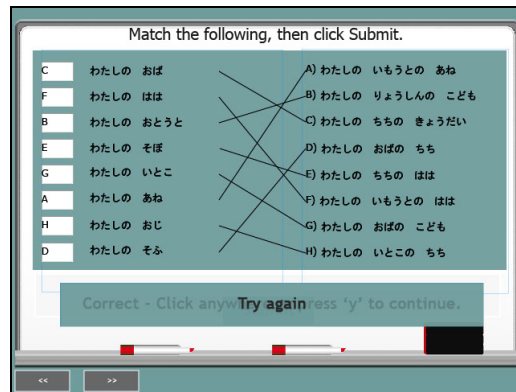 Match the following, then click Submit.
C わたしの おば
F わたしの はは
B わたしの おとうと
E わたしの そぼ
G わたしの いとこ
A わたしの あね
H わたしの おじ
D わたしの そふ
A) わたしの いもうとの あね
B) わたしの りょうしんの こども
C) わたしの ちちの きょうだい
D) わたしの おばの ちち
E) わたしの ちちの はは
F) わたしの いもうとの はは
G) わたしの おばの こども
H) わたしの いとこの ちち
Correct - Click anywhere press 'y' to continue.
Try again
<< >>